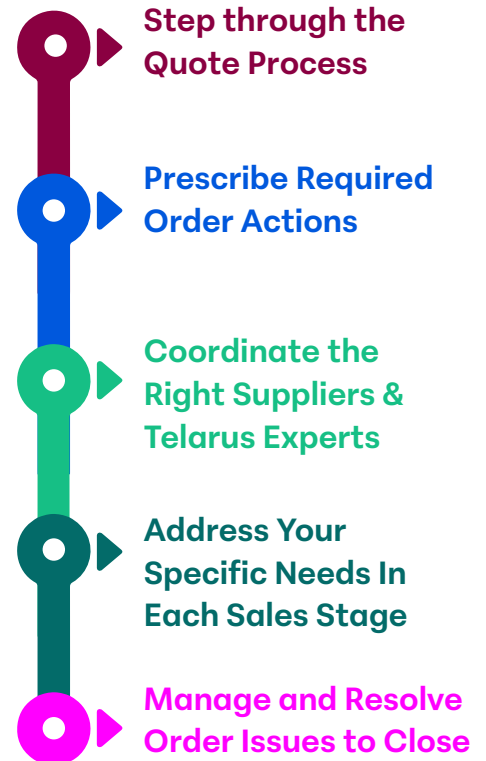 Step through the
Quote Process
Prescribe Required
Order Actions
Coordinate the
Right Suppliers &
Telarus Experts
Address Your
Specific Needs In
Each Sales Stage
Manage and Resolve
Order Issues to Close